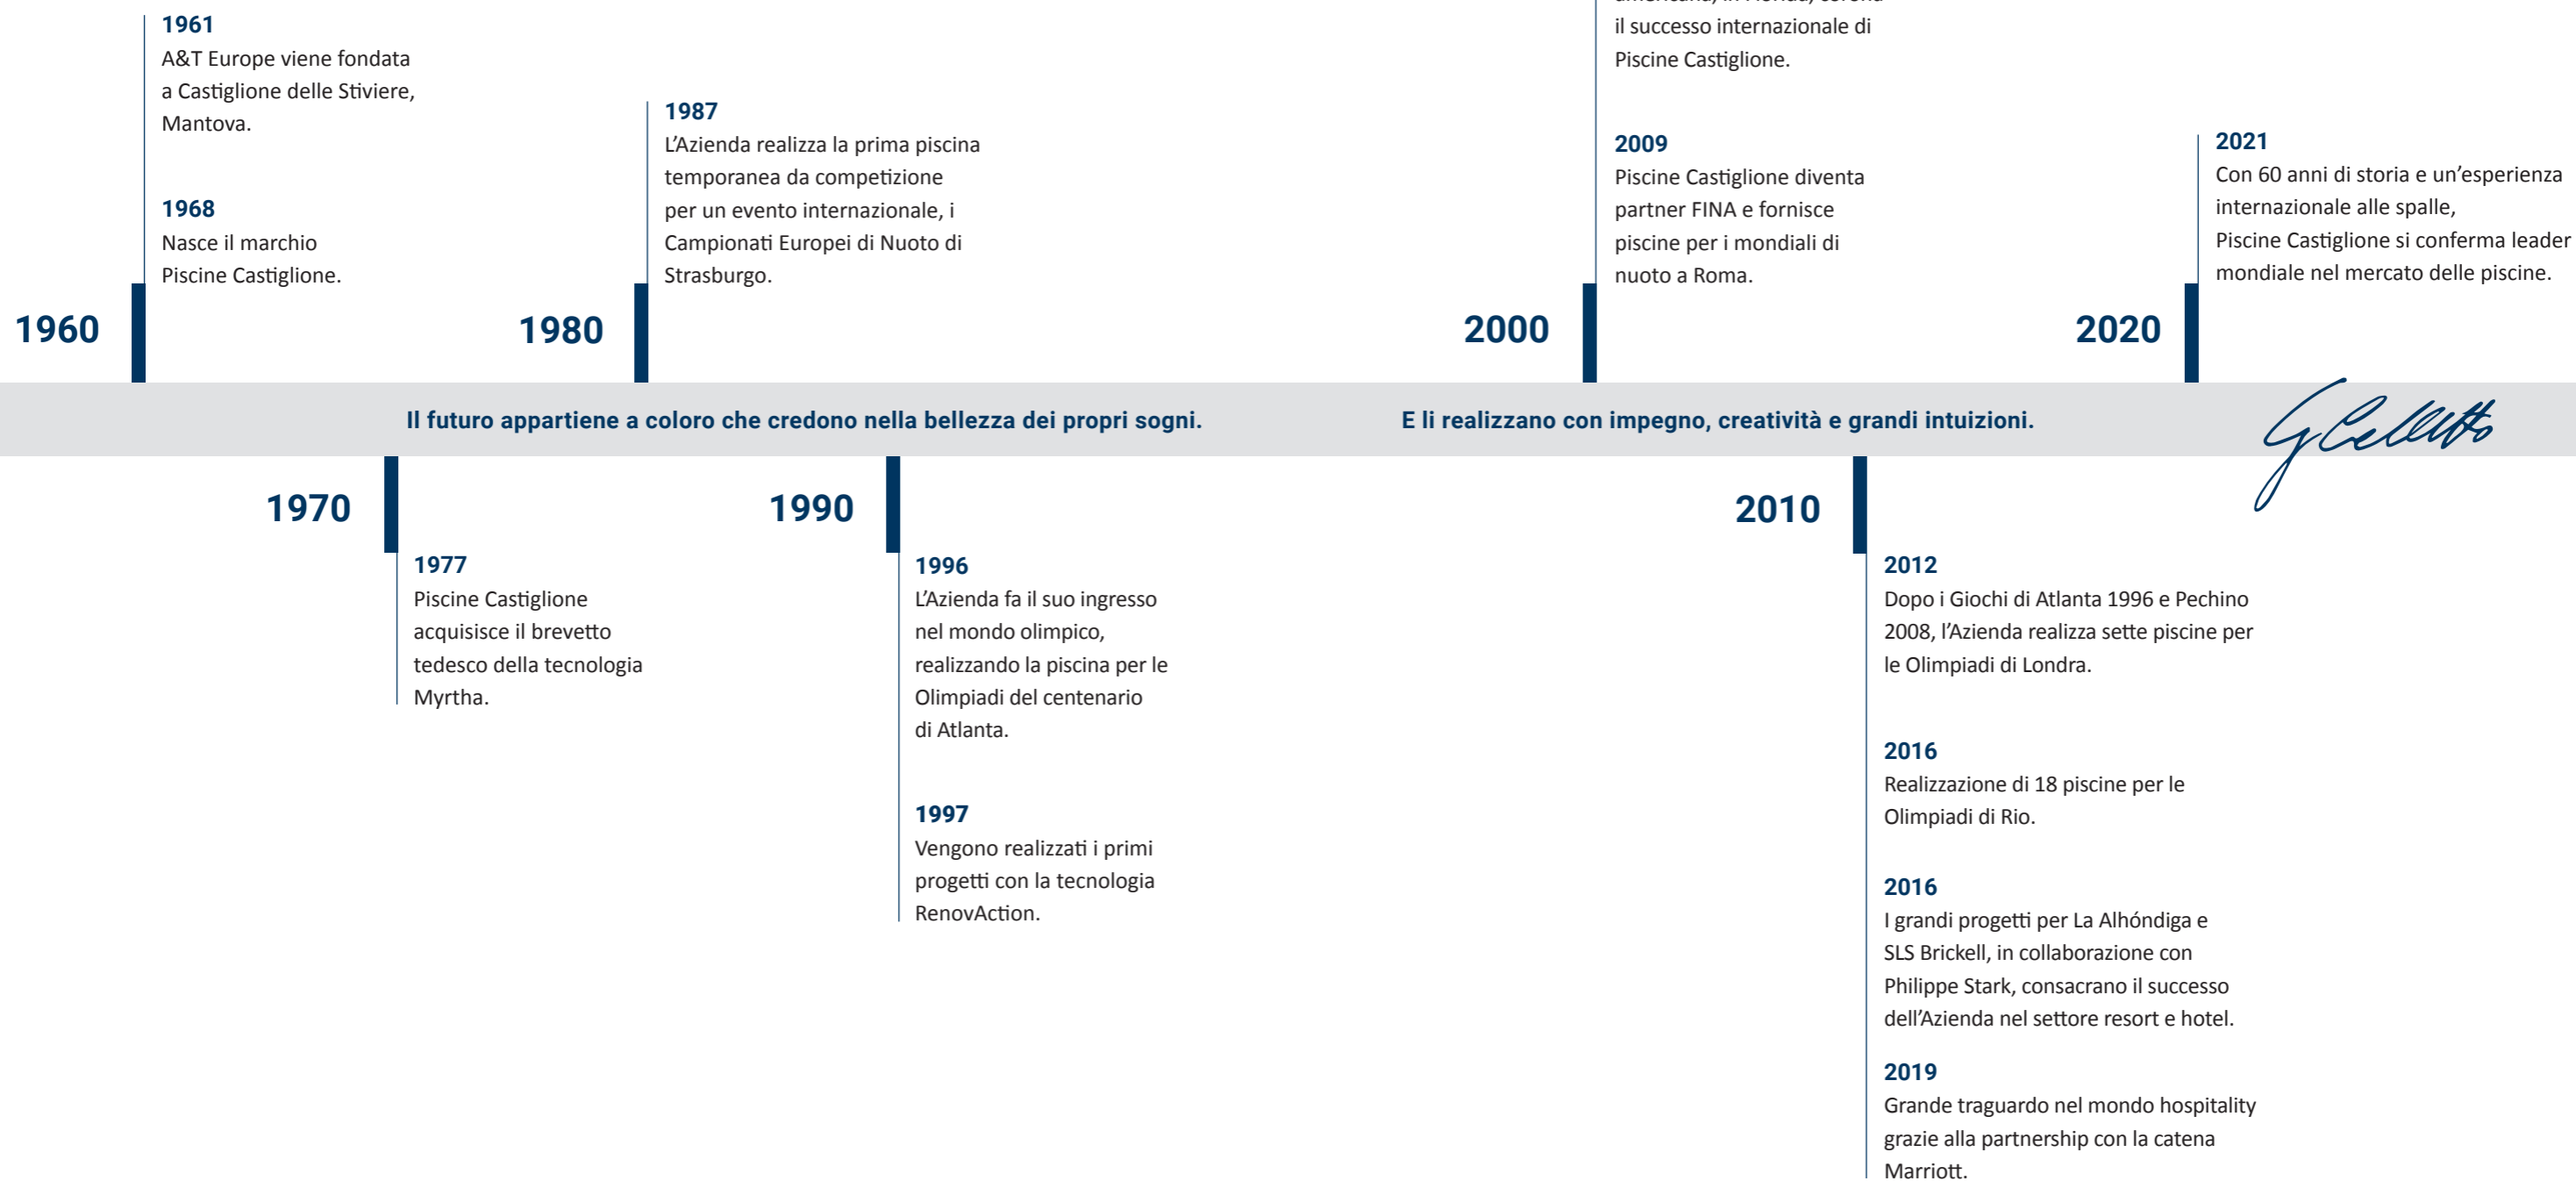 1961
A&T Europe viene fondata
a Castiglione delle Stiviere,
Mantova.
1968
Nasce il marchio
Piscine Castiglione.
1960
1987
L'Azienda realizza la prima piscina
temporanea da competizione
per un evento internazionale, i
Campionati Europei di Nuoto di
Strasburgo.
1980
il successo internazionale di
Piscine Castiglione.
2009
Piscine Castiglione diventa
partner FINA e fornisce
piscine per i mondiali di
nuoto a Roma.
2000
2021
Con 60 anni di storia e un'esperienza
internazionale alle spalle,
Piscine Castiglione si conferma leader
mondiale nel mercato delle piscine.
2020
Il futuro appartiene a coloro che credono nella bellezza dei propri sogni.
E li realizzano con impegno, creatività e grandi intuizioni.
1970
1977
Piscine Castiglione
acquisisce il brevetto
tedesco della tecnologia
Myrtha.
1990
1996
L'Azienda fa il suo ingresso
nel mondo olimpico,
realizzando la piscina per le
Olimpiadi del centenario
di Atlanta.
1997
Vengono realizzati i primi
progetti con la tecnologia
RenovAction.
2010
2012
Dopo i Giochi di Atlanta 1996 e Pechino
2008, l'Azienda realizza sette piscine per
le Olimpiadi di Londra.
2016
Realizzazione di 18 piscine per le
Olimpiadi di Rio.
2016
I grandi progetti per La Alhóndiga e
SLS Brickell, in collaborazione con
Philippe Stark, consacrano il successo
dell'Azienda nel settore resort e hotel.
2019
Grande traguardo nel mondo hospitality
grazie alla partnership con la catena
Marriott.